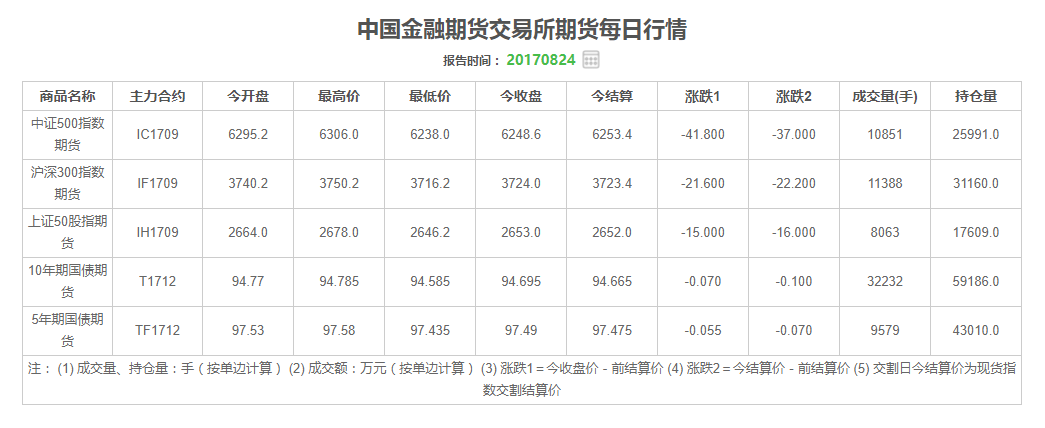 中国金融期货交易所期货每日行情
报告时间： 20170824
商品名称 主力合约 今开盘 最高价 最低价 今收盘 今结算 涨跌1 涨跌2 成交量(手) 持仓量
中证500指数期货 IC1709 6295.2 6306.0 6238.0 6248.6 6253.4 -41.800 -37.000 10851 25991.0
沪深300指数期货 IF1709 3740.2 3750.2 3716.2 3724.0 3723.4 -21.600 -22.200 11388 31160.0
上证50股指期货 IH1709 2664.0 2678.0 2646.2 2653.0 2652.0 -15.000 -16.000 8063 17609.0
10年期国债期货 T1712 94.77 94.785 94.585 94.695 94.665 -0.070 -0.100 32232 59186.0
5年期国债期货 TF1712 97.53 97.58 97.435 97.49 97.475 -0.055 -0.070 9579 43010.0
注： (1) 成交量、持仓量：手（按单边计算） (2) 成交额：万元（按单边计算） (3) 涨跌1＝今收盘价－前结算价 (4) 涨跌2＝今结算价－前结算价 (5) 交割日今结算价为现货指
数交割结算价